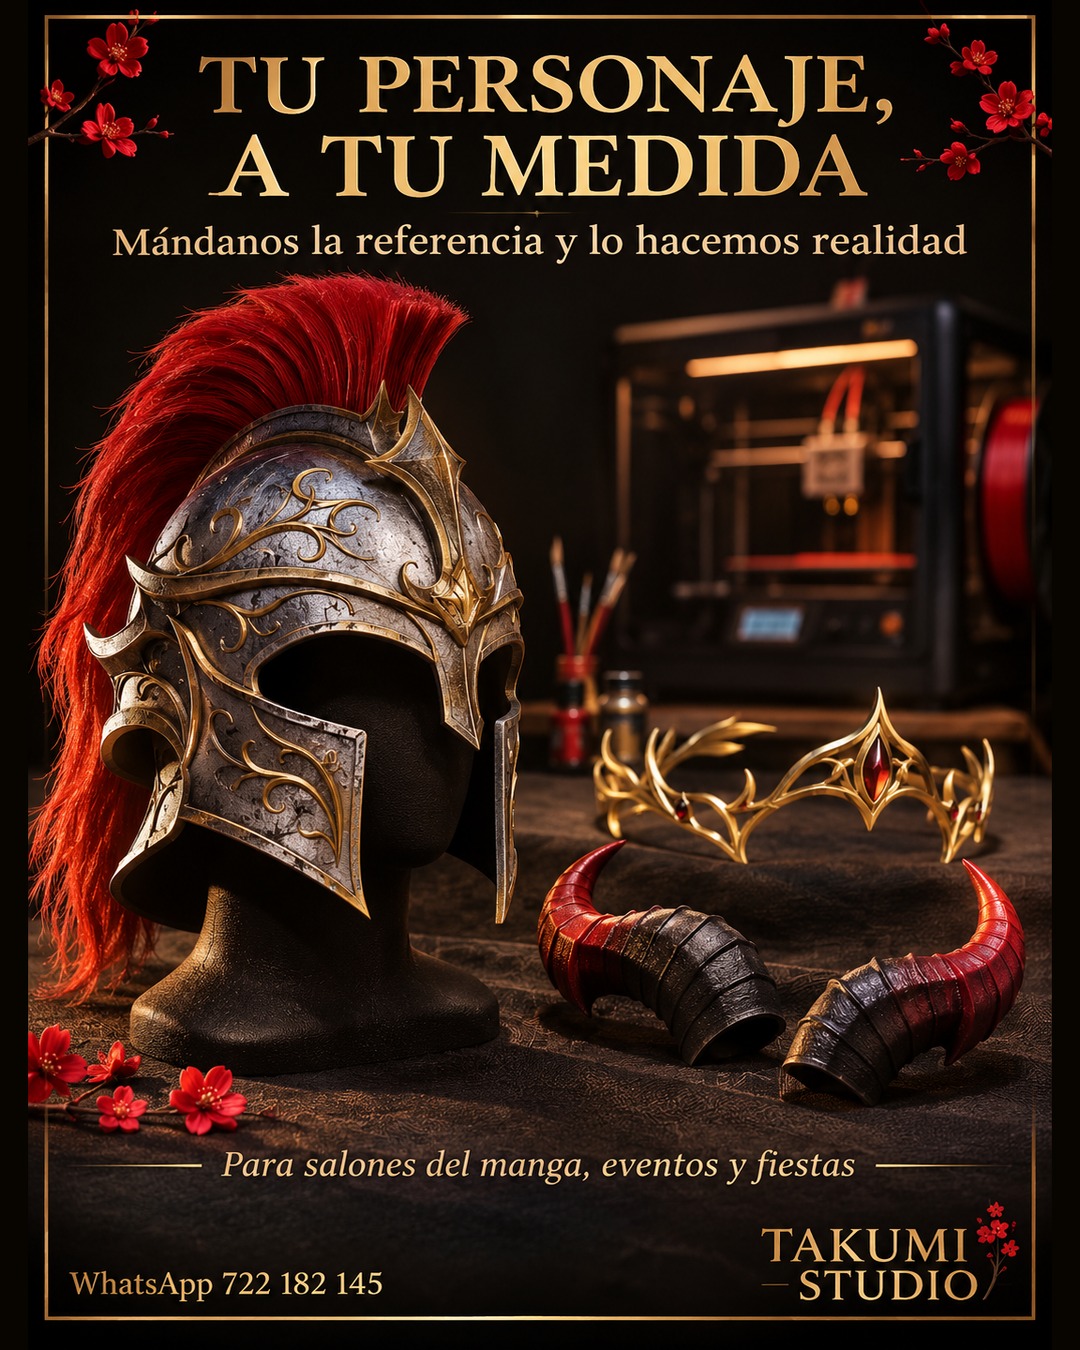 TU PERSONAJE,
A TU MEDIDA
Mándanos la referencia y lo hacemos realidad
Para salones del manga, eventos y fiestas
WhatsApp 722 182 145
TAKUMI
STUDIO